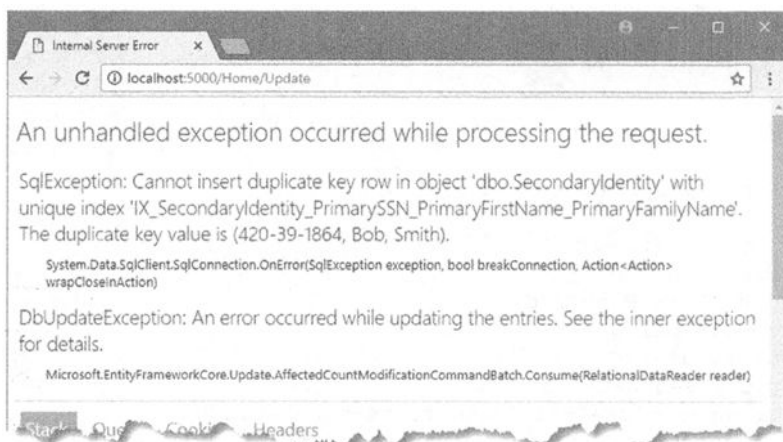 Internal Server Error
localhost:5000/Home/Update
An unhandled exception occurred while processing the request.
SqlException: Cannot insert duplicate key row in object 'dbo.SecondaryIdentity' with
unique index 'IX_SecondaryIdentity_PrimarySSN_PrimaryFirstName_PrimaryFamilyName'.
The duplicate key value is (420-39-1864, Bob, Smith).
System.Data.SqlClient.SqlConnection.OnError(SqlException exception, bool breakConnection, Action<Action>
wrapCloseInAction)
DbUpdateException: An error occurred while updating the entries. See the inner exception
for details.
Microsoft.EntityFrameworkCore.Update.AffectedCountModificationCommandBatch.Consume(RelationalDataReader reader)
Stack Cookies Headers